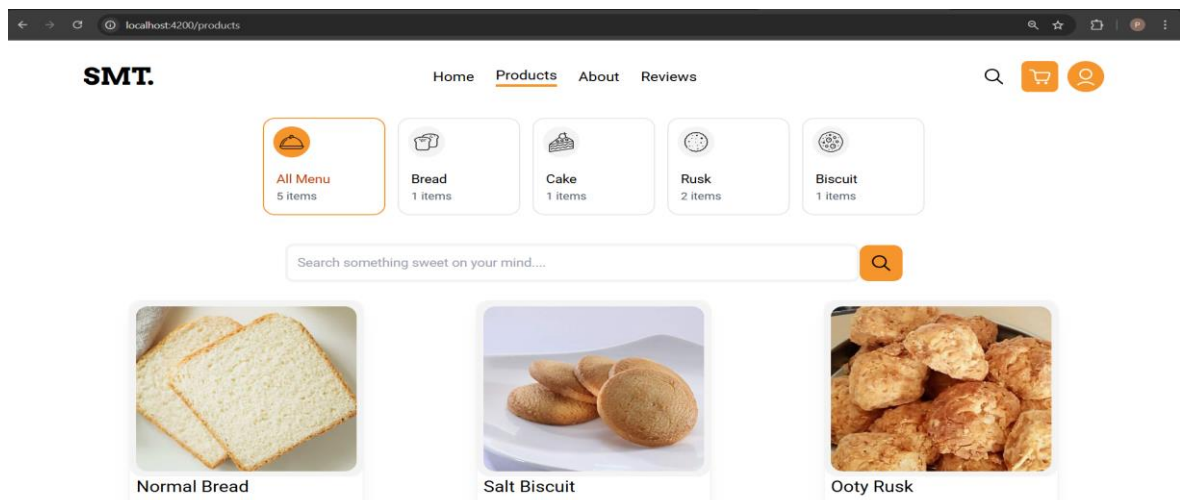 localhost:4200/products
P
SMT.
Home Products About Reviews
All Menu
5 items
Bread
1 items
Cake
1 items
Rusk
2 items
Biscuit
1 items
Search something sweet on your mind....
Normal Bread
Salt Biscuit
Ooty Rusk